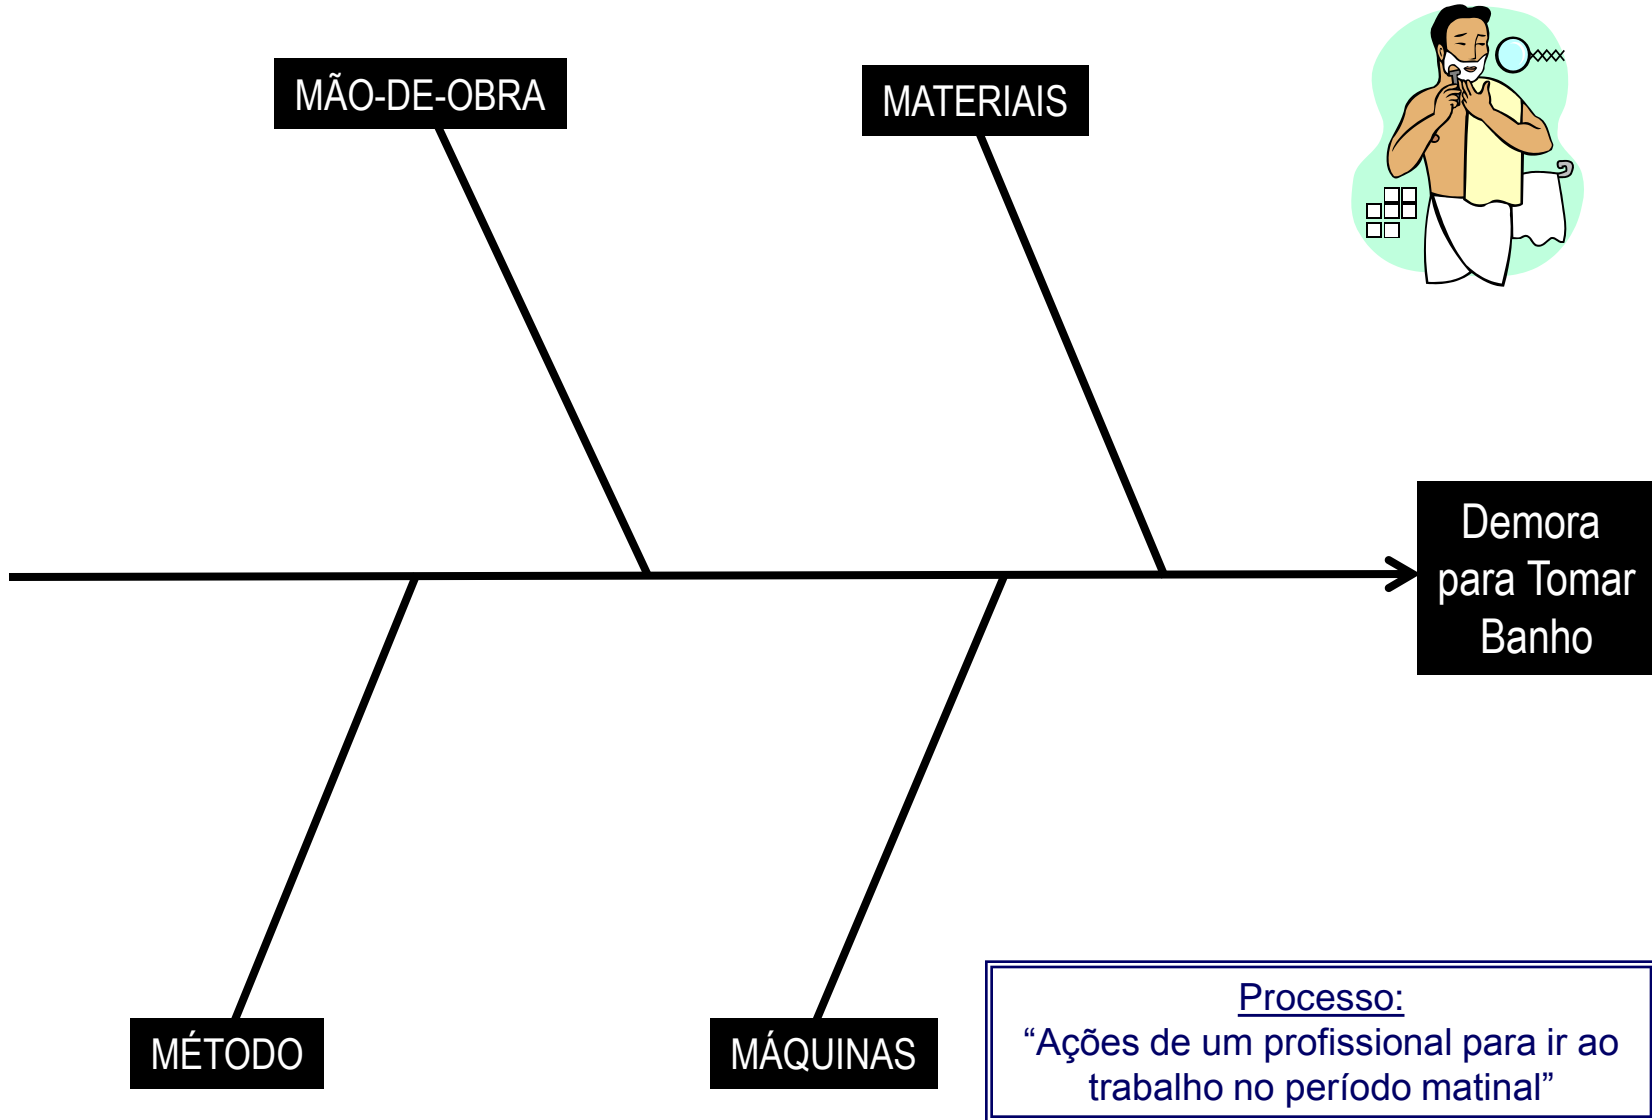 MÃO-DE-OBRA
MATERIAIS
Demora
para Tomar
Banho
MÉTODO
MÁQUINAS
Processo:
“Ações de um profissional para ir ao
trabalho no período matinal”